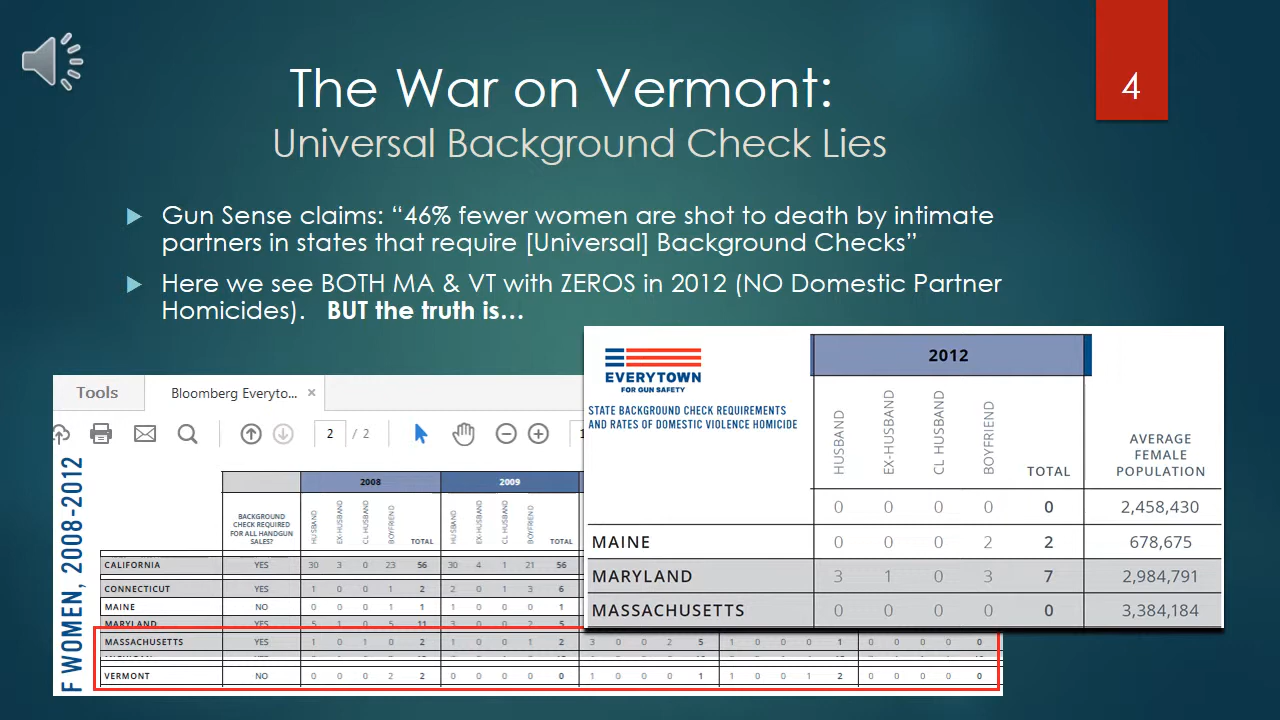 4
The War on Vermont:
Universal Background Check Lies
Gun Sense claims: “46% fewer women are shot to death by intimate
partners in states that require [Universal] Background Checks”
Here we see BOTH MA & VT with ZEROS in 2012 (NO Domestic Partner
Homicides). BUT the truth is…
Tools Bloomberg Everyto... ×
2 / 2
F WOMEN, 2008-2012
2008 2009
BACKGROUND
CHECK REQUIRED
FOR ALL HANDGUN
SALES?
HUSBAND EX-HUSBAND CL HUSBAND BOYFRIEND TOTAL HUSBAND EX-HUSBAND CL HUSBAND BOYFRIEND TOTAL
CALIFORNIA YES 30 3 0 23 56 30 4 1 21 56
CONNECTICUT YES 1 0 0 1 2 2 0 1 3 6
MAINE NO 0 0 0 1 1 0 0 0 1 1
MARYLAND YES 5 1 0 5 11 3 0 0 2 5
MASSACHUSETTS YES 1 0 1 0 2 1 0 0 1 2 3 0 0 2 5 1 0 0 0 1 0 0 0 0 0
VERMONT NO 0 0 0 2 2 0 0 0 0 0 1 0 0 0 1 1 0 0 1 2 0 0 0 0 0
EVERYTOWN
FOR GUN SAFETY
STATE BACKGROUND CHECK REQUIREMENTS
AND RATES OF DOMESTIC VIOLENCE HOMICIDE
2012
HUSBAND EX-HUSBAND CL HUSBAND BOYFRIEND TOTAL
AVERAGE
FEMALE
POPULATION
0 0 0 0 0 2,458,430
MAINE 0 0 0 2 2 678,675
MARYLAND 3 1 0 3 7 2,984,791
MASSACHUSETTS 0 0 0 0 0 3,384,184